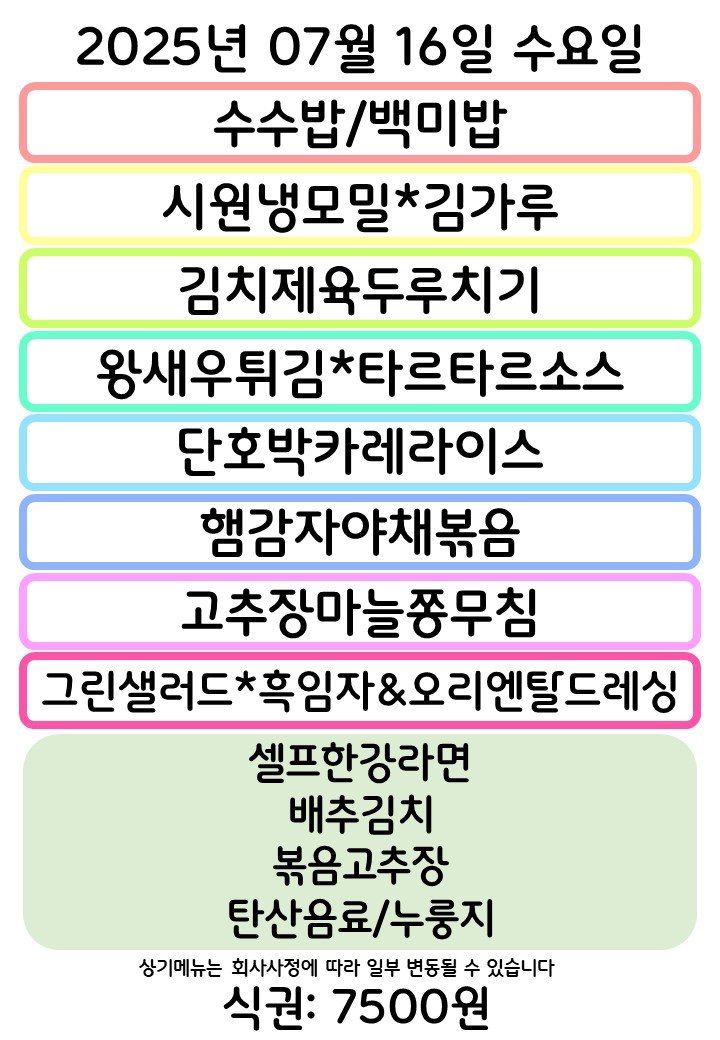 2025년 07월 16일 수요일
수수밥/백미밥
시원냉모밀*김가루
김치제육두루치기
왕새우튀김*타르타르소스
단호박카레라이스
햄감자야채볶음
고추장마늘쫑무침
그린샐러드*흑임자&오리엔탈드레싱
셀프한강라면
배추김치
볶음고추장
탄산음료/누룽지
상기메뉴는 회사사정에 따라 일부 변동될 수 있습니다
식권: 7500원